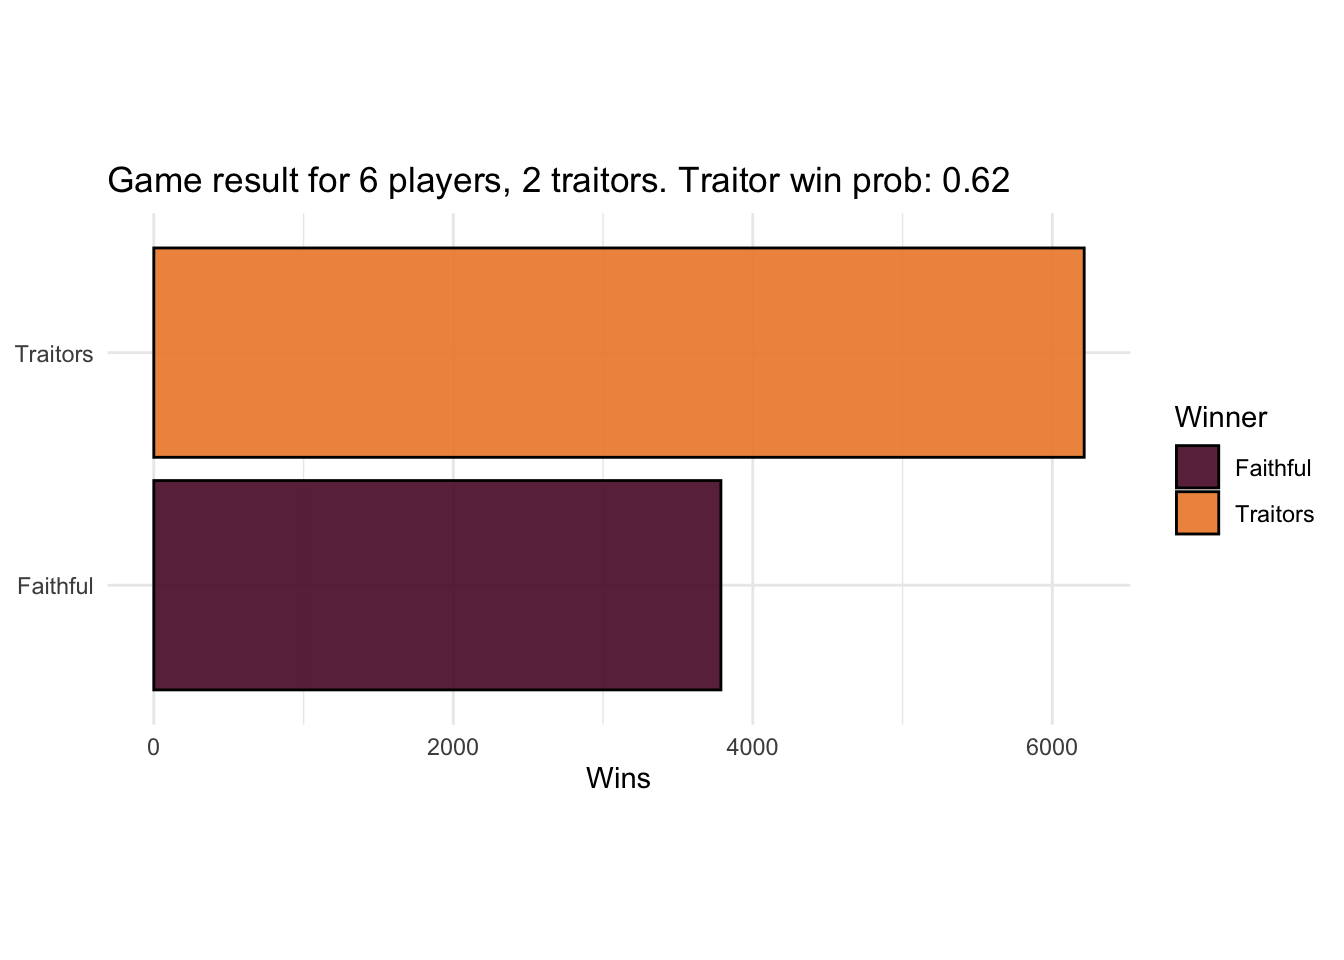 Game result for 6 players, 2 traitors. Traitor win prob: 0.62
Traitors
Faithful
0 2000 4000 6000
Wins
Winner
Faithful
Traitors